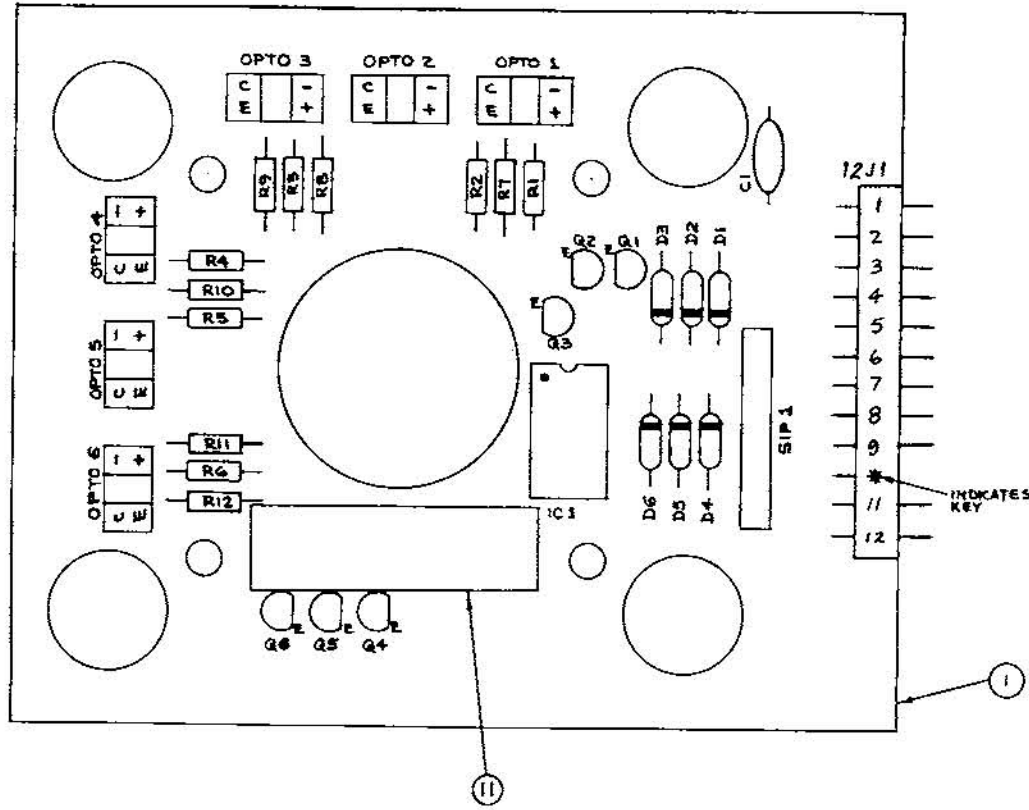 OPTO 3
OPTO 2
OPTO 1
C -
E +
C -
E +
C -
E +
R9
R3
R8
R2
R7
R1
C1
12J1
1
2
3
4
5
6
7
8
9
*
11
12
INDICATES
KEY
OPTO 4
- +
C E
OPTO 5
- +
C E
OPTO 6
- +
C E
R4
R10
R5
R11
R6
R12
Q2
E
Q1
E
E
Q3
D3
D2
D1
D6
D5
D4
SIP 1
IC1
E
Q6
E
Q5
E
Q4
1
11